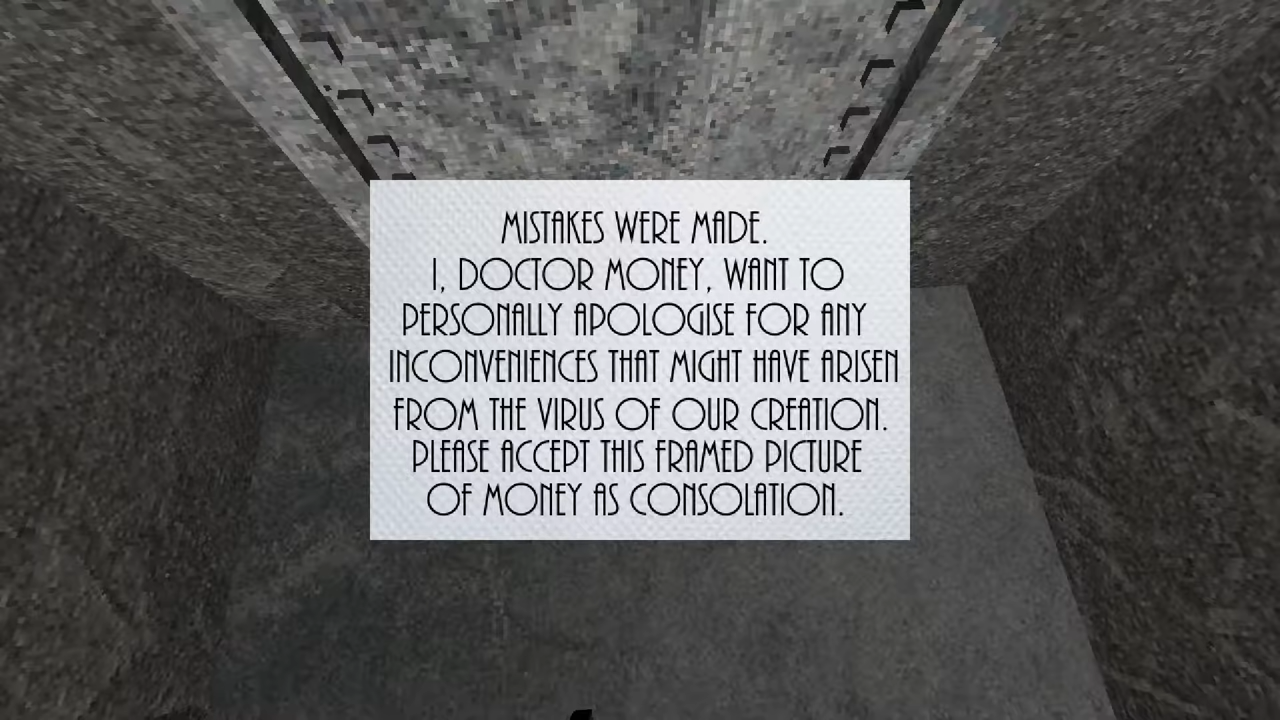 MISTAKES WERE MADE.
I, DOCTOR MONEY, WANT TO
PERSONALLY APOLOGISE FOR ANY
INCONVENIENCES THAT MIGHT HAVE ARISEN
FROM THE VIRUS OF OUR CREATION.
PLEASE ACCEPT THIS FRAMED PICTURE
OF MONEY AS CONSOLATION.